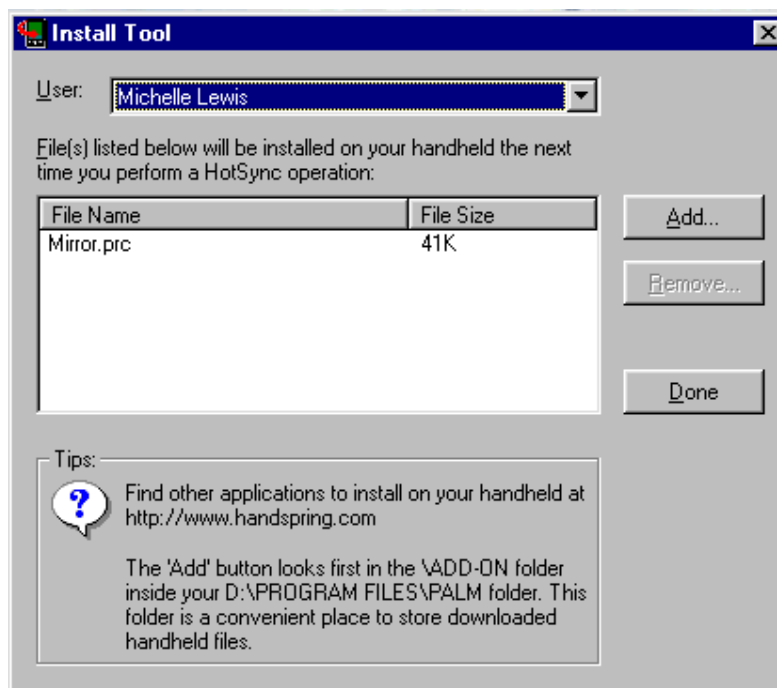 Install Tool
User: Michelle Lewis
File(s) listed below will be installed on your handheld the next
time you perform a HotSync operation:
File Name File Size
Mirror.prc 41K
Add...
Remove...
Done
Tips:
Find other applications to install on your handheld at
http://www.handspring.com
The 'Add' button looks first in the \ADD-ON folder
inside your D:\PROGRAM FILES\PALM folder. This
folder is a convenient place to store downloaded
handheld files.